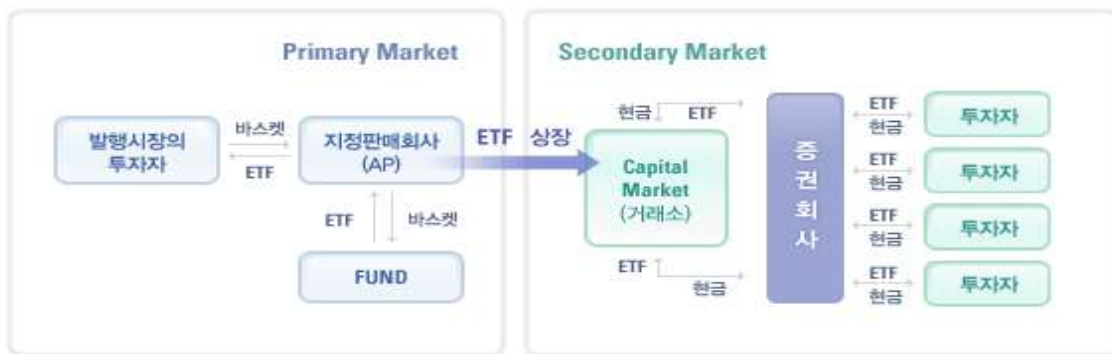 Primary Market
발행시장의
투자자
바스켓
ETF
지정판매회사
(AP)
ETF
바스켓
FUND
ETF 상장
Secondary Market
현금
ETF
Capital
Market
(거래소)
ETF
현금
증
권
회
사
ETF
현금
투자자
ETF
현금
투자자
ETF
현금
투자자
ETF
현금
투자자